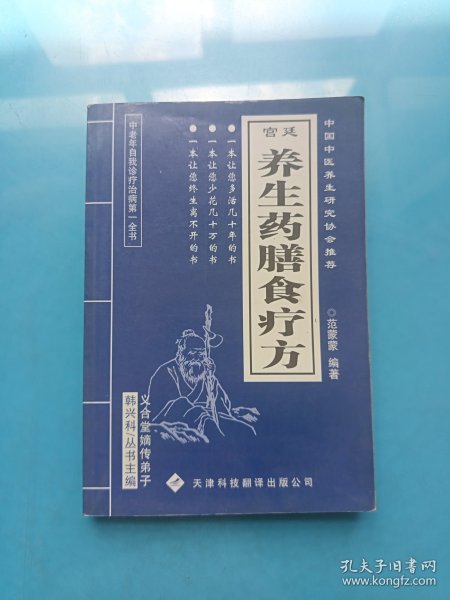 中国中医养生研究协会推荐
宫廷
养生药膳食疗方
◎范蒙蒙 编著
●一本让您多活几十年的书
●一本让您少花几十万的书
●一本让您终生离不开的书
中老年自我诊疗治病第一全书
义合堂嫡传弟子
韩兴科/丛书主编
天津科技翻译出版公司
孔夫子旧书网
www.kongfz.com